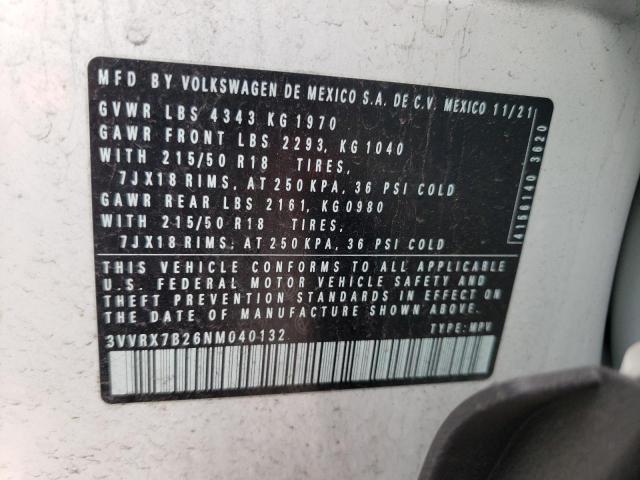 MFD BY VOLKSWAGEN DE MEXICO S.A. DE C.V. MEXICO 11/21
GVWR LBS 4343 KG 1970
GAWR FRONT LBS 2293, KG 1040
WITH 215/50 R18 TIRES,
7JX18 RIMS, AT 250 KPA, 36 PSI COLD
GAWR REAR LBS 2161, KG 0980
WITH 215/50 R18 TIRES,
7JX18 RIMS, AT 250 KPA, 36 PSI COLD
4156140 3620
THIS VEHICLE CONFORMS TO ALL APPLICABLE
U.S. FEDERAL MOTOR VEHICLE SAFETY AND
THEFT PREVENTION STANDARDS IN EFFECT ON
THE DATE OF MANUFACTURE SHOWN ABOVE.
3VVRX7B26NM040132 TYPE: MPV